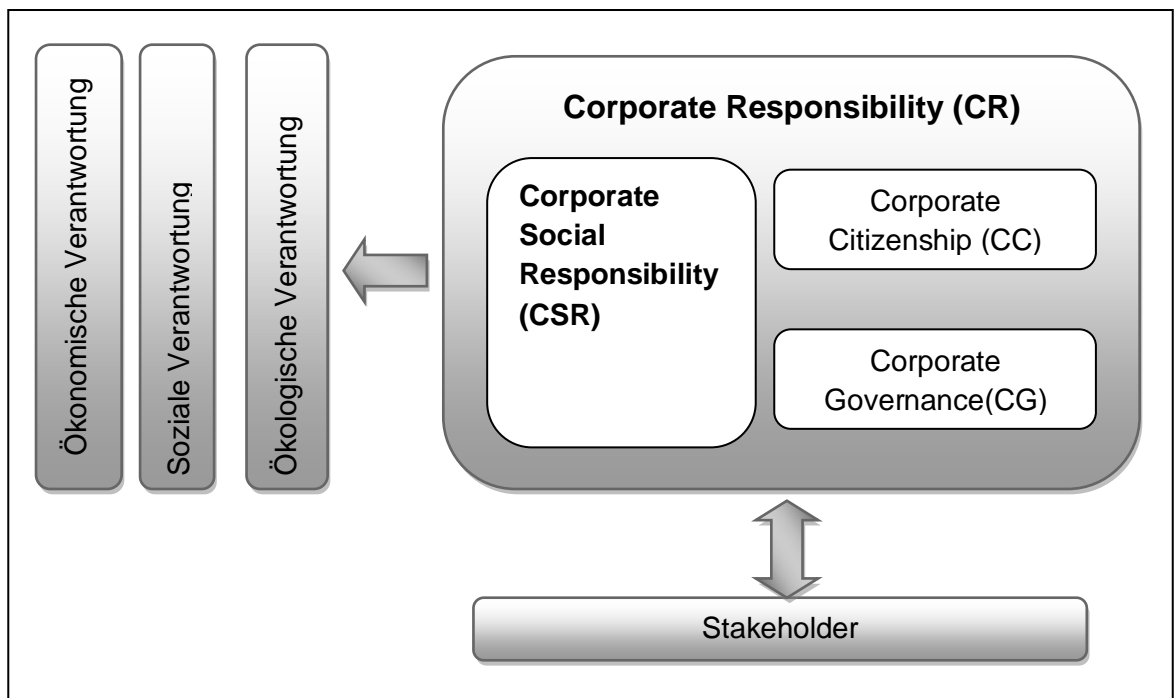 Ökonomische Verantwortung
Soziale Verantwortung
Ökologische Verantwortung
Corporate Responsibility (CR)
Corporate
Social
Responsibility
(CSR)
Corporate
Citizenship (CC)
Corporate
Governance(CG)
Stakeholder